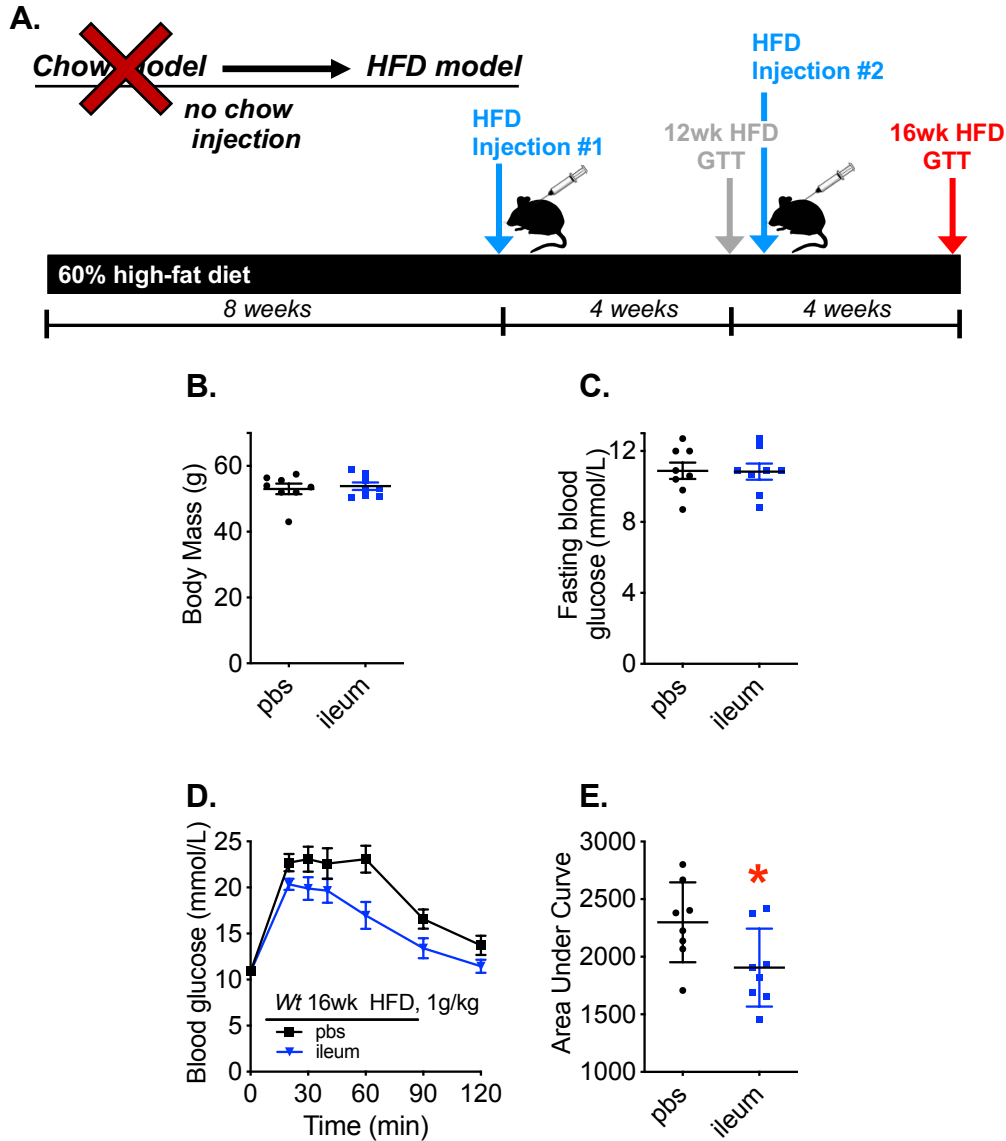 A.
Chow model HFD model
no chow
injection
HFD
Injection #1
12wk HFD
GTT
HFD
Injection #2
16wk HFD
GTT
60% high-fat diet
8 weeks
4 weeks
4 weeks
B.
Body Mass (g)
60
40
20
0
pbs
ileum
C.
Fasting blood
glucose (mmol/L)
12
8
4
0
pbs
ileum
D.
Blood glucose (mmol/L)
25
20
15
10
5
0
Wt 16wk HFD, 1g/kg
pbs
ileum
0 30 60 90 120
Time (min)
E.
Area Under Curve
3000
2500
2000
1500
1000
*
pbs
ileum